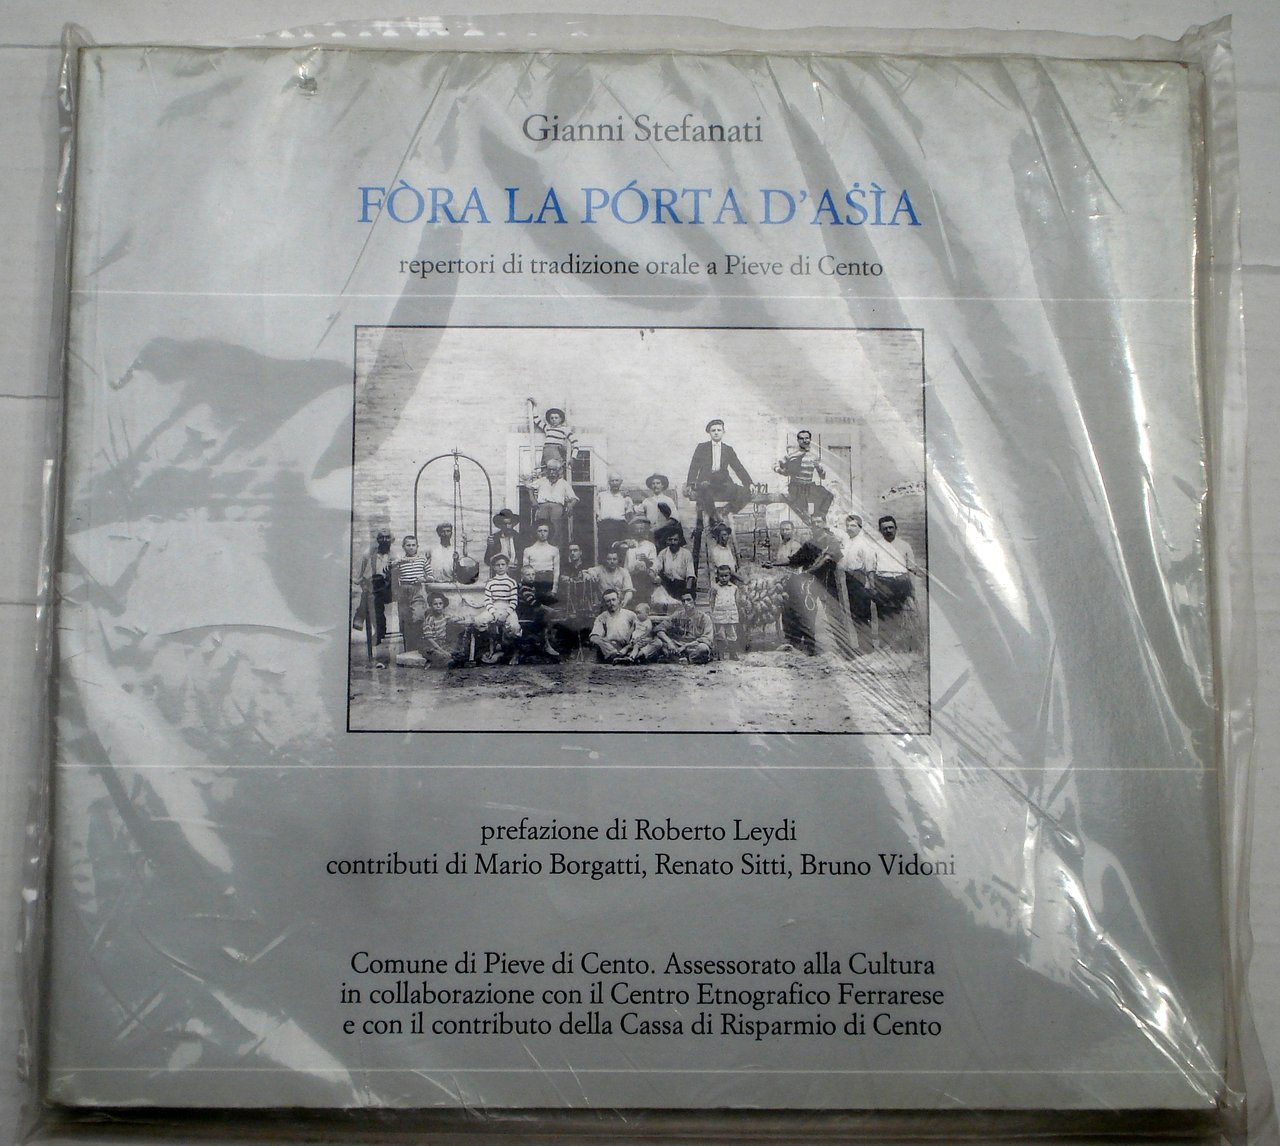 Gianni Stefanati
FÒRA LA PÓRTA D'AṠÌA
repertori di tradizione orale a Pieve di Cento
prefazione di Roberto Leydi
contributi di Mario Borgatti, Renato Sitti, Bruno Vidoni
Comune di Pieve di Cento. Assessorato alla Cultura
in collaborazione con il Centro Etnografico Ferrarese
e con il contributo della Cassa di Risparmio di Cento